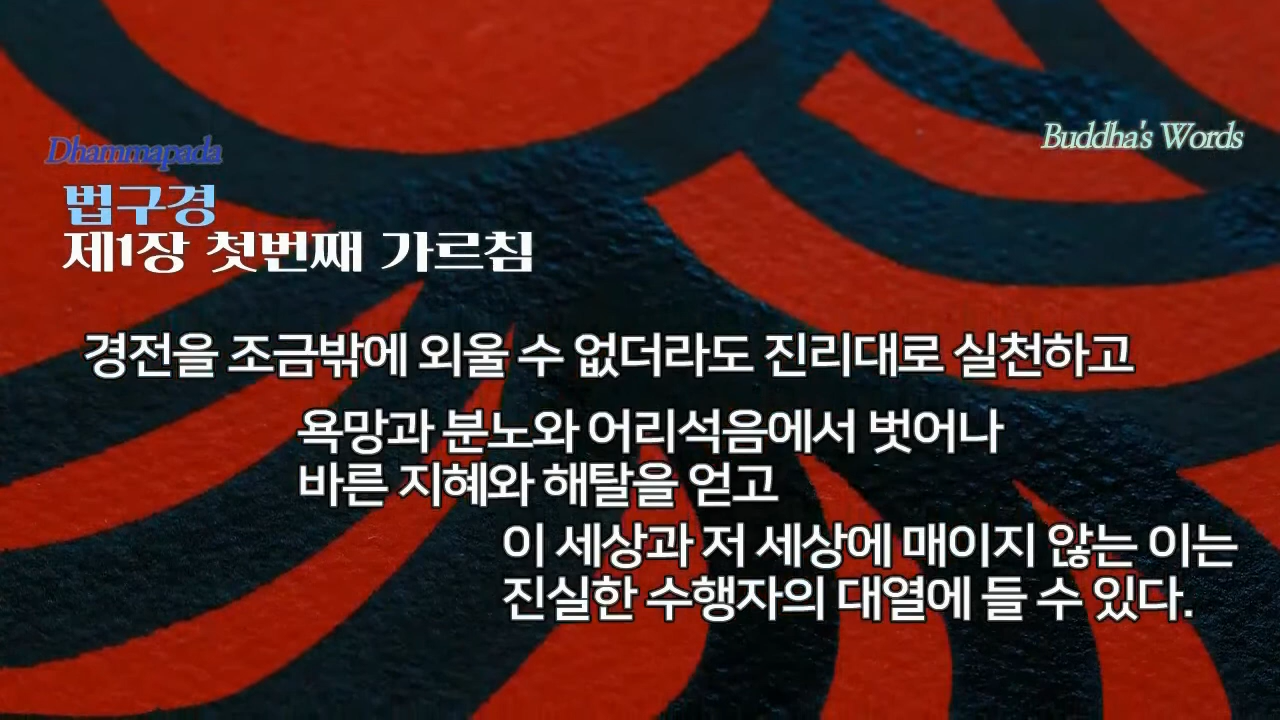 Dhammapada
Buddha's Words
법구경
제1장 첫번째 가르침
경전을 조금밖에 외울 수 없더라도 진리대로 실천하고
욕망과 분노와 어리석음에서 벗어나
바른 지혜와 해탈을 얻고
이 세상과 저 세상에 매이지 않는 이는
진실한 수행자의 대열에 들 수 있다.